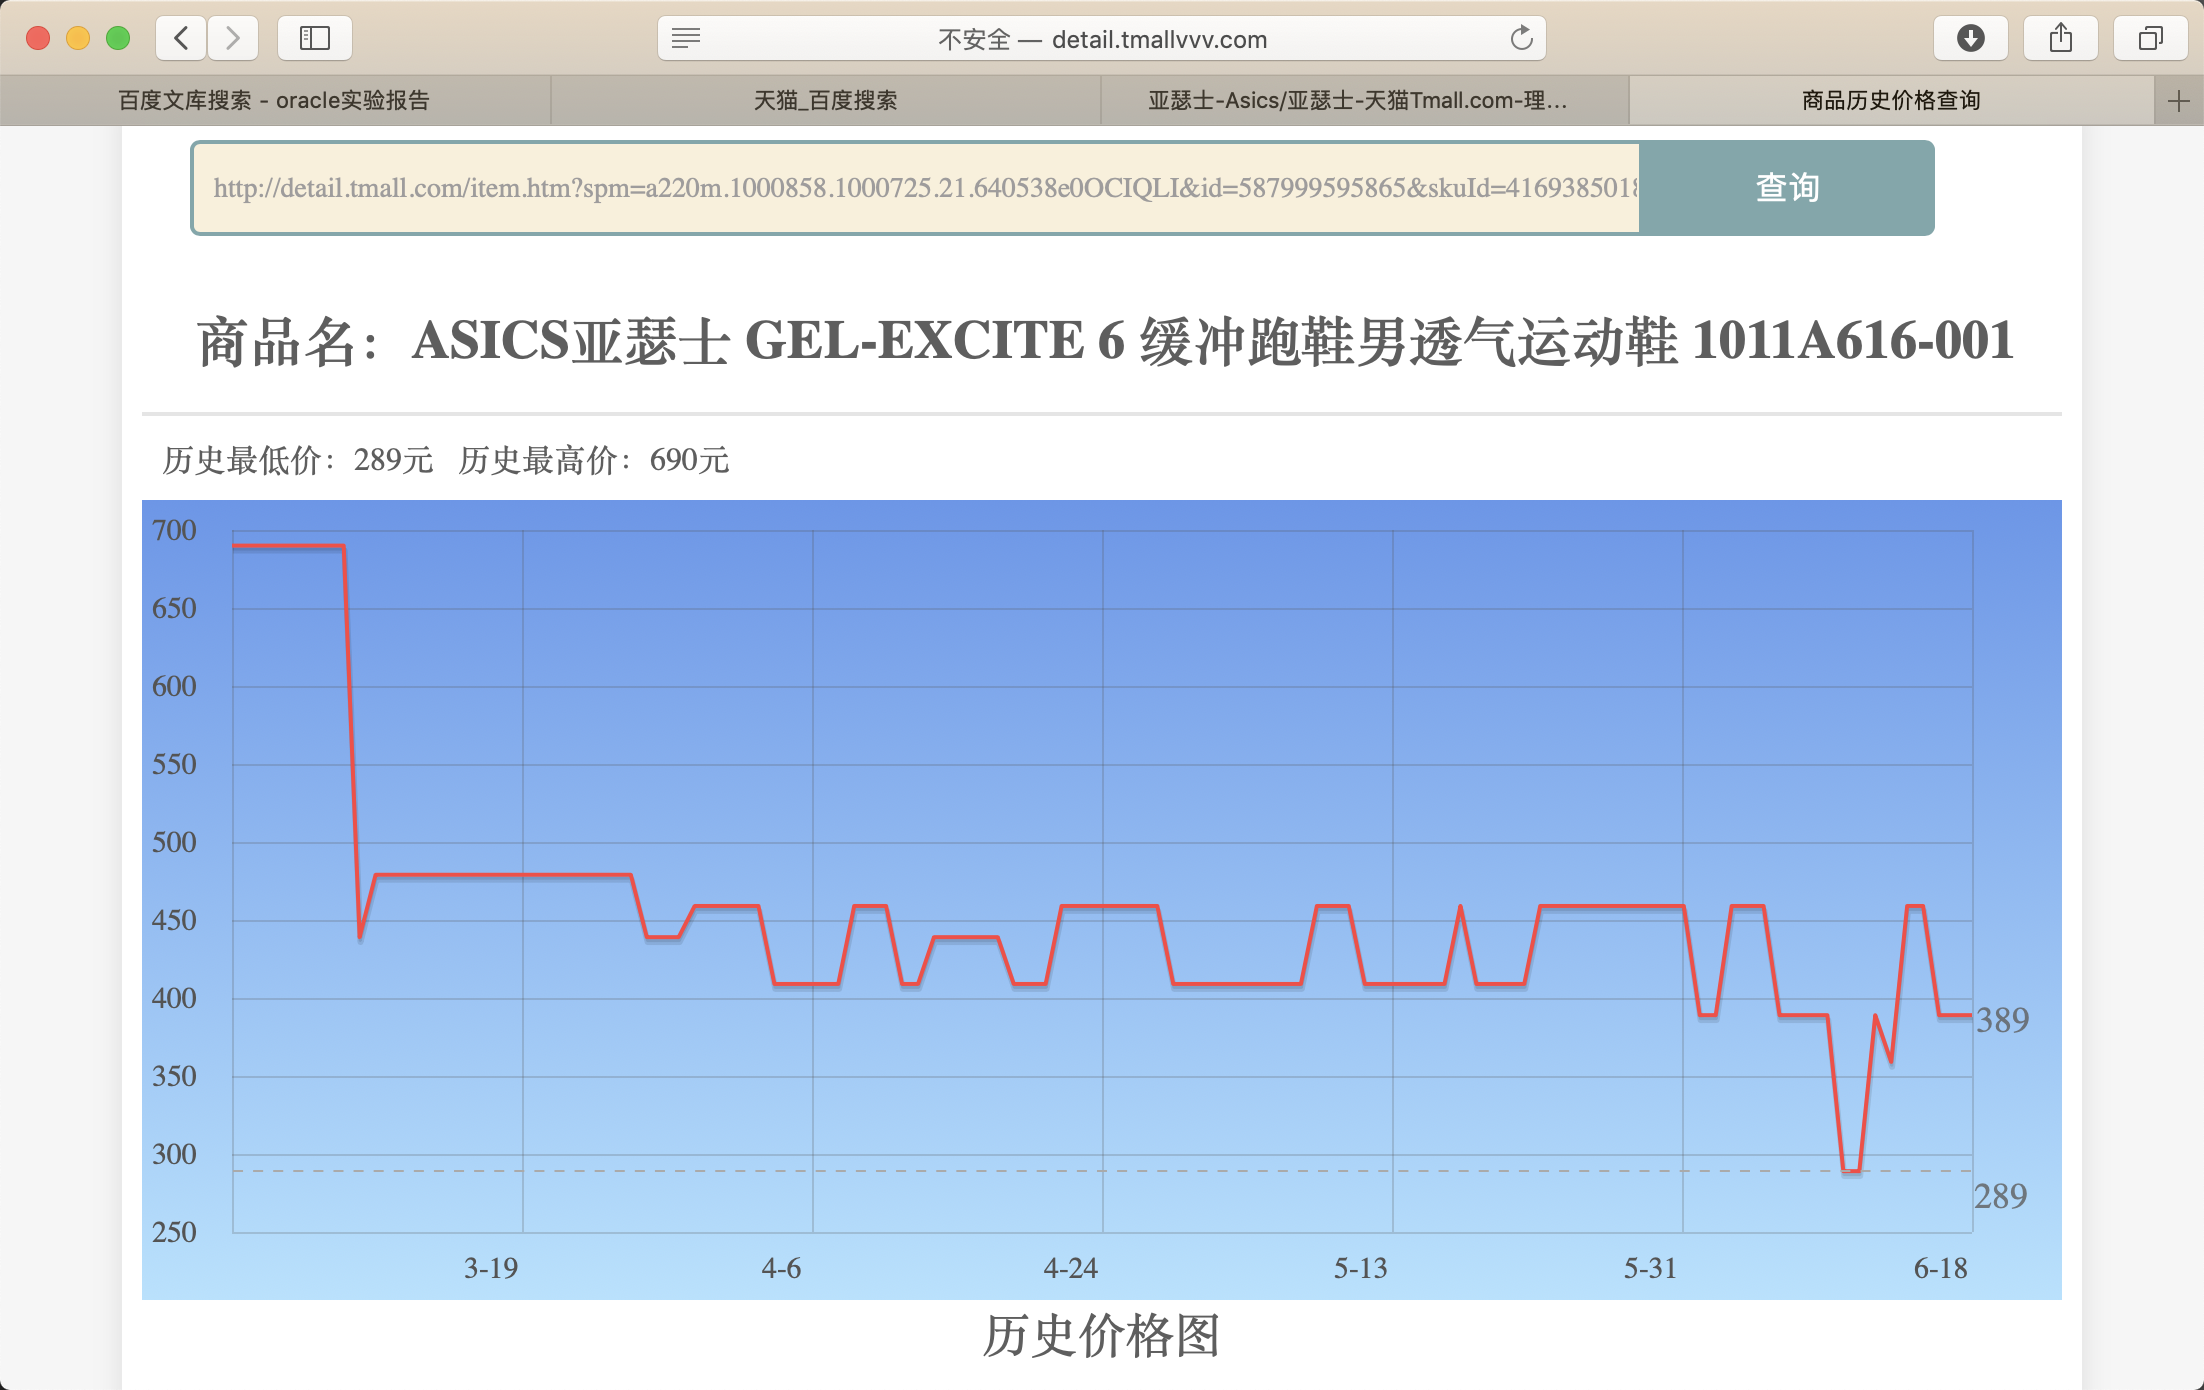 不安全 — detail.tmallvvv.com
百度文库搜索 - oracle实验报告
天猫_百度搜索
亚瑟士-Asics/亚瑟士-天猫Tmall.com-理...
商品历史价格查询
http://detail.tmall.com/item.htm?spm=a220m.1000858.1000725.21.640538e0OCIQLI&id=587999595865&skuId=416938501
查询
商品名：ASICS亚瑟士 GEL-EXCITE 6 缓冲跑鞋男透气运动鞋 1011A616-001
历史最低价：289元 历史最高价：690元
700
650
600
550
500
450
400
350
300
250
389
289
3-19
4-6
4-24
5-13
5-31
6-18
历史价格图